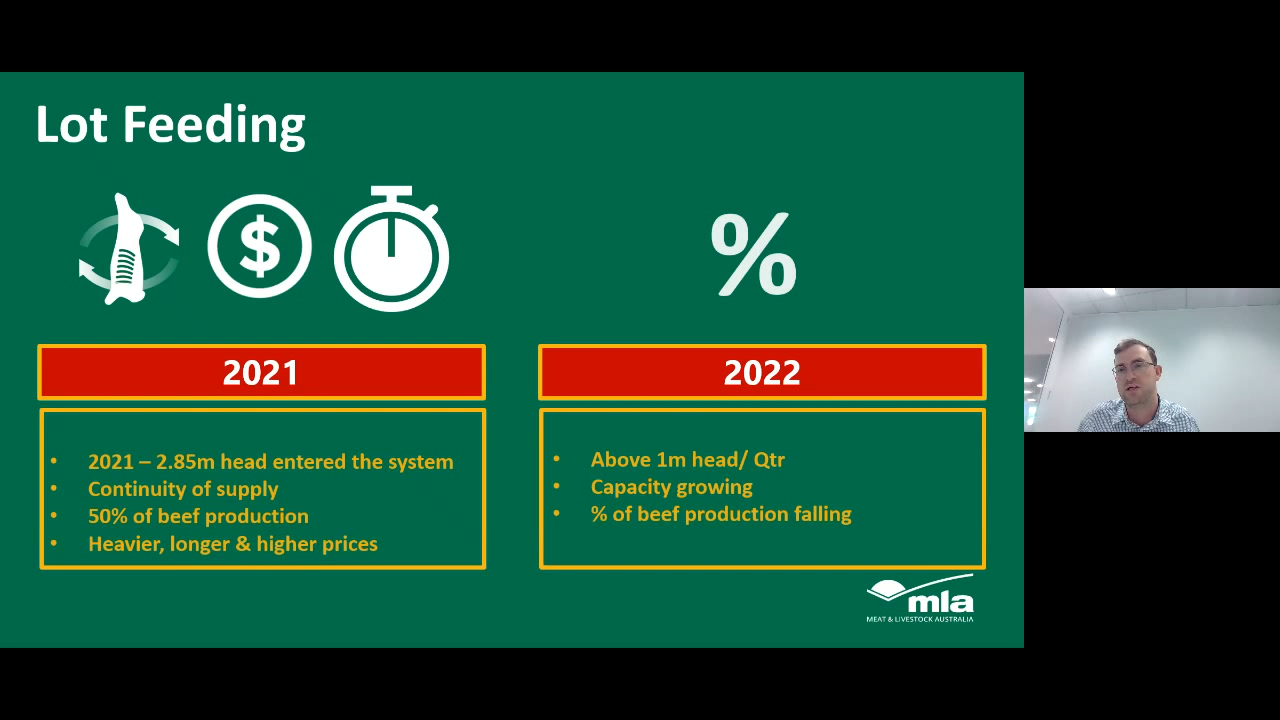 Lot Feeding
$
%
2021
2022
• 2021 – 2.85m head entered the system
• Continuity of supply
• 50% of beef production
• Heavier, longer & higher prices
• Above 1m head/ Qtr
• Capacity growing
• % of beef production falling
mla
MEAT & LIVESTOCK AUSTRALIA